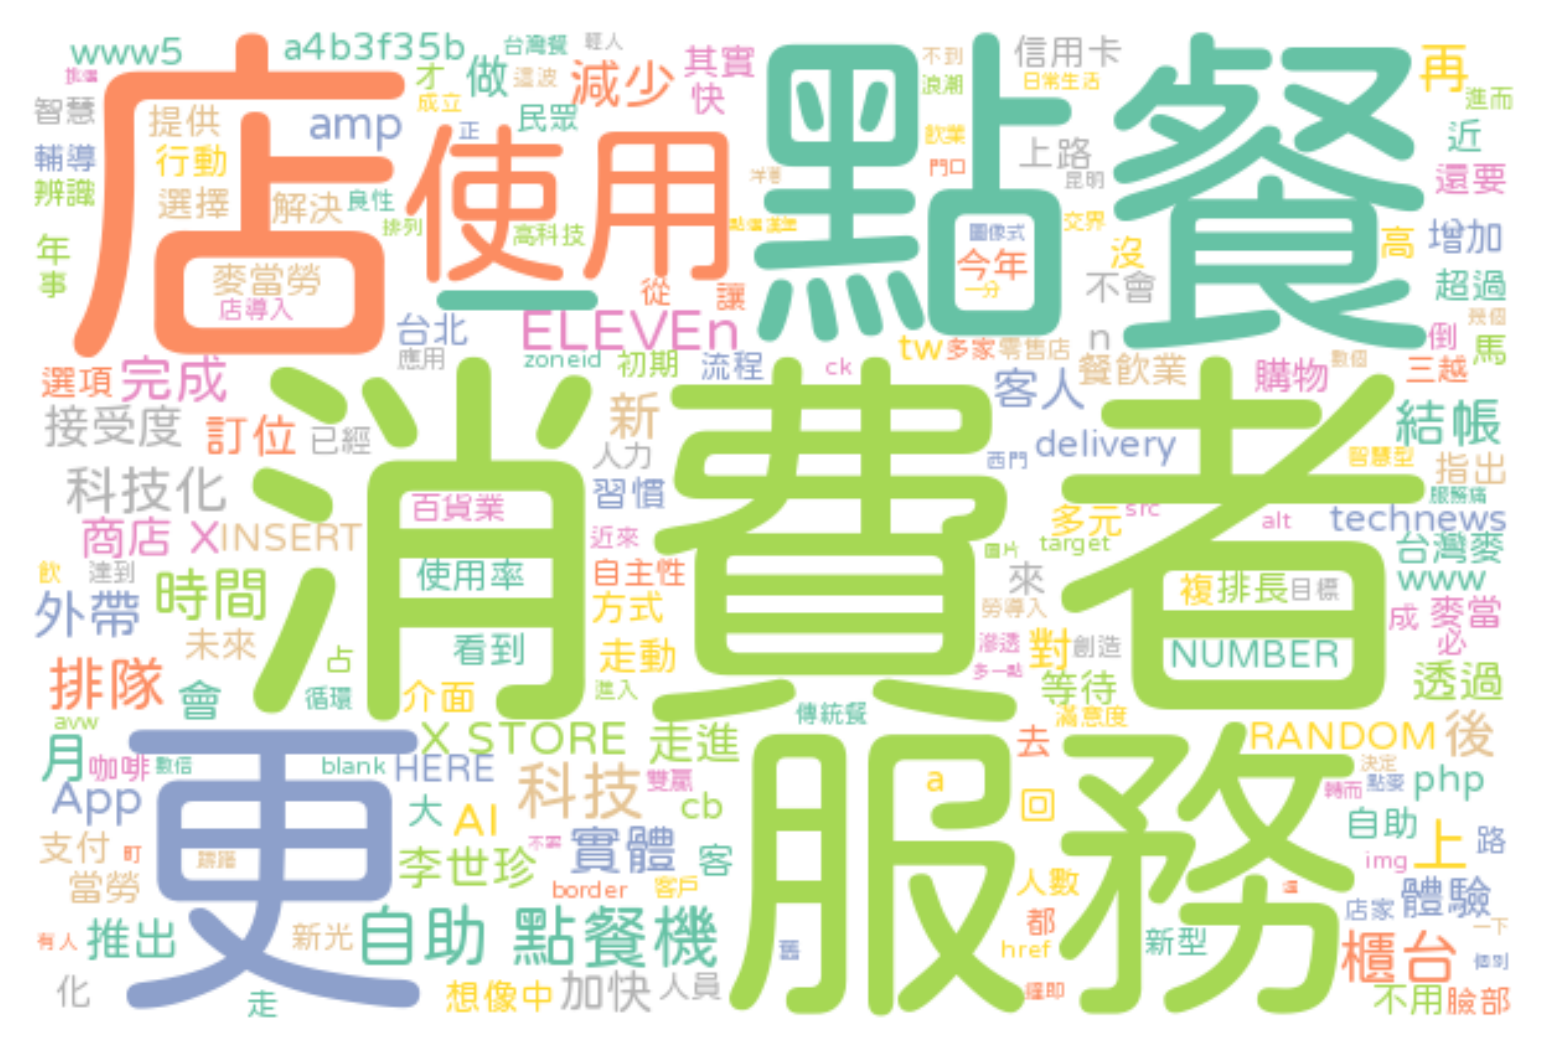 www5 a4b3f35b 台灣餐 輕人
店 點餐
才 做 這波 減少 其實 不到 信用卡 再
成立 快 浪潮 日常生活 進而
智慧 提供 amp 正 民眾 飲業 近
輔導 行動 使用 門口 上路 還要
辨識 選擇 解決 良性 昆明
排列 高科技 圖像式 交界 沒 高 增加
年 麥當勞 從 讓 今年 不會 超過
事 店導入 一分 幾個
台北 ELEVEn n 倒 馬
應用 zoneid 初期 流程 ck tw 多家 零售店 餐飲業 購物 數個 三越
選項 完成 客人
消費者
接受度 訂位 已經 新 人力 西門 delivery 結帳
智慧型 指出
科技化 百貨業 習慣 多元 src 服務痛
商店 X INSERT 近來 圖片 target alt technews
飲 達到 使用率 自主性 來 台灣麥 www
外帶 時間 方式 勞導入 複 排長 目標 成 麥當
未來 看到 走動 滲透 對 創造 NUMBER 必
排隊 占 多一點 透過
會 循環 介面 進入 等待
avw 傳統餐 滿意度
月 更 X STORE 走進 服務 去 RANDOM 後
咖啡 數信 blank HERE 科技 雙贏 決定
App 大 AI cb a 回 轉而 點麥 php
自助 上 路
支付 町 李世珍 不需 實體 客 img
當勞 border 客戶 人數 體驗
推出 新光 自助 點餐機 舊 都 店家 一下
有人 href 新型 櫃台 個別
化 走 想像中 加快 人員 不用 臉部